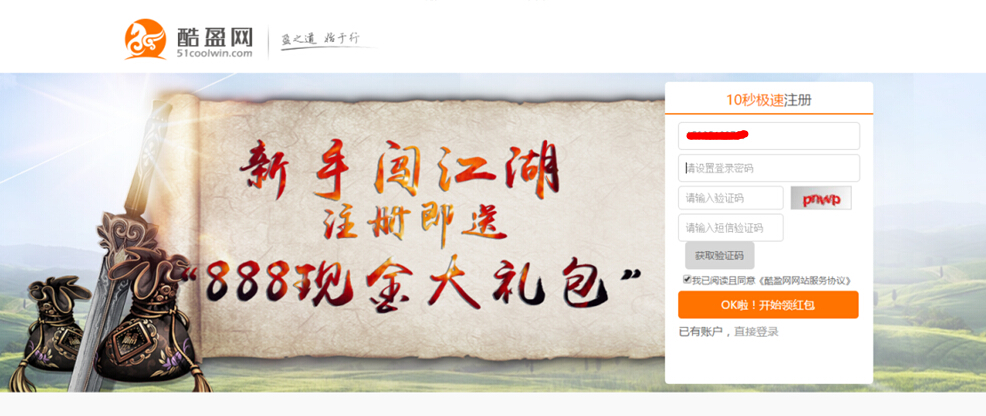 酷盈网
51coolwin.com
盈之道 始于行
新手闯江湖
注册即送
“888现金大礼包”
10秒极速注册
请设置登录密码
请输入验证码
pnwp
请输入短信验证码
获取验证码
我已阅读且同意《酷盈网网站服务协议》
OK啦！开始领红包
已有账户，直接登录